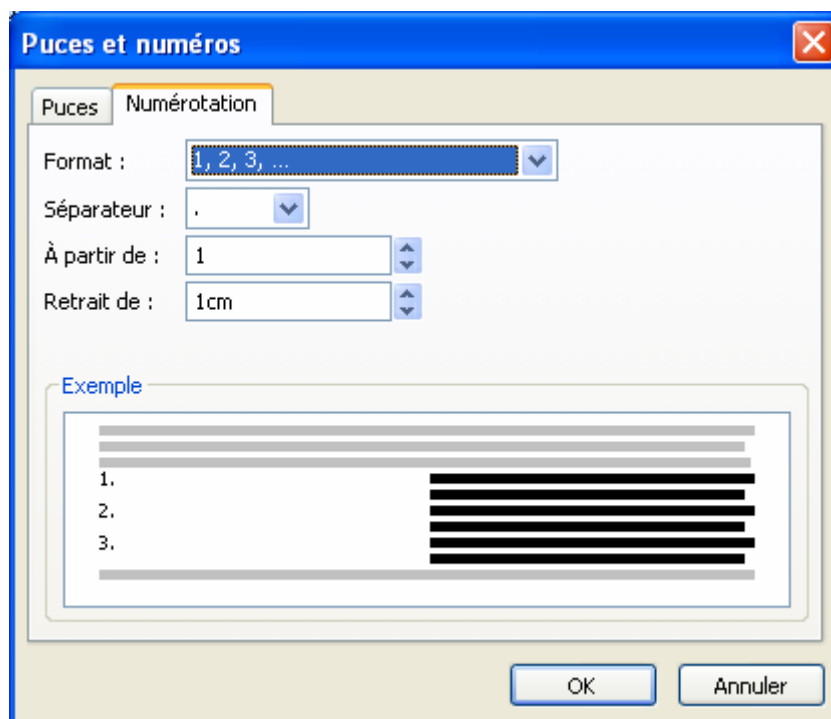 Puces et numéros
Puces Numérotation
Format : 1, 2, 3, ...
Séparateur : .
À partir de : 1
Retrait de : 1cm
Exemple
1.
2.
3.
OK Annuler